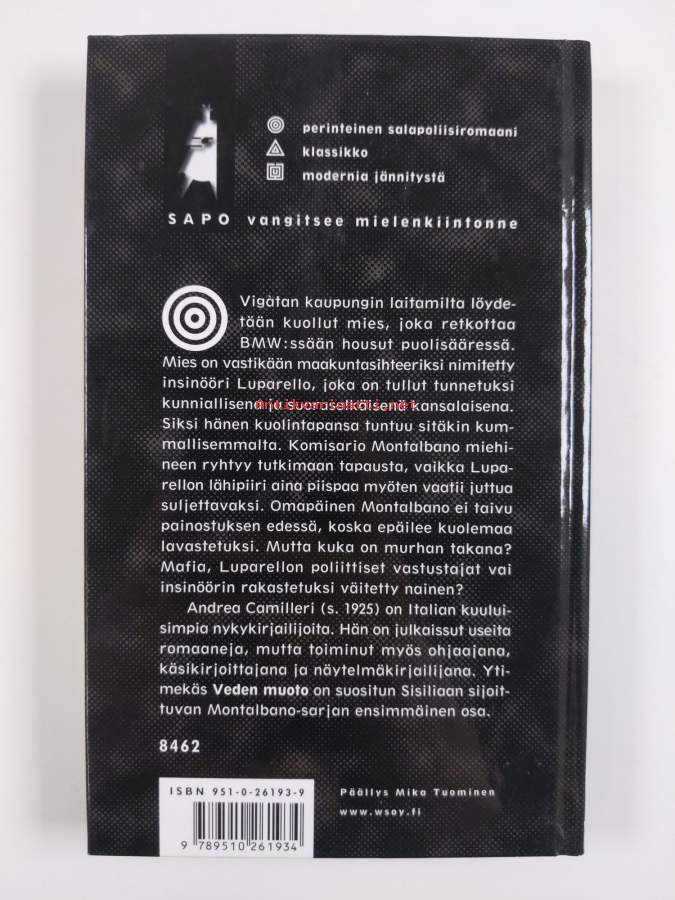 perinteinen salapoliisiromaani
klassikko
modernia jännitystä
SAPO vangitsee mielenkiintonne
Vigàtan kaupungin laitamilta löyde-
tään kuollut mies, joka retkottaa
BMW:ssään housut puolisääressä.
Mies on vastikään maakuntasihteeriksi nimitetty
insinööri Luparello, joka on tullut tunnetuksi
kunniallisena ja suoraselkäisenä kansalaisena.
Siksi hänen kuolintapansa tuntuu sitäkin kum-
mallisemmalta. Komisario Montalbano miehi-
neen ryhtyy tutkimaan tapausta, vaikka Lupa-
rellon lähipiiri aina piispaa myöten vaatii juttua
suljettavaksi. Omapäinen Montalbano ei taivu
painostuksen edessä, koska epäilee kuolemaa
lavastetuksi. Mutta kuka on murhan takana?
Mafia, Luparellon poliittiset vastustajat vai
insinöörin rakastetuksi väitetty nainen?
Andrea Camilleri (s. 1925) on Italian kuului-
simpia nykykirjailijoita. Hän on julkaissut useita
romaaneja, mutta toiminut myös ohjaajana,
käsikirjoittajana ja näytelmäkirjailijana. Yti-
mekäs Veden muoto on suositun Sisiliaan sijoit-
tuvan Montalbano-sarjan ensimmäinen osa.
8462
ISBN 951-0-26193-9
9 789510 261934
Päällys Mika Tuominen
www.wsoy.fi